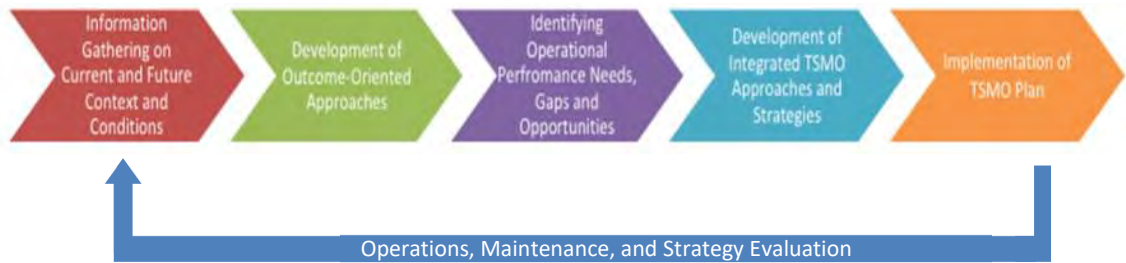 Information
Gathering on
Current and Future
Context and
Conditions
Development of
Outcome-Oriented
Approaches
Identifying
Operational
Perfromance Needs,
Gaps and
Opportunities
Development of
Integrated TSMO
Approaches and
Strategies
Implementation of
TSMO Plan
Operations, Maintenance, and Strategy Evaluation